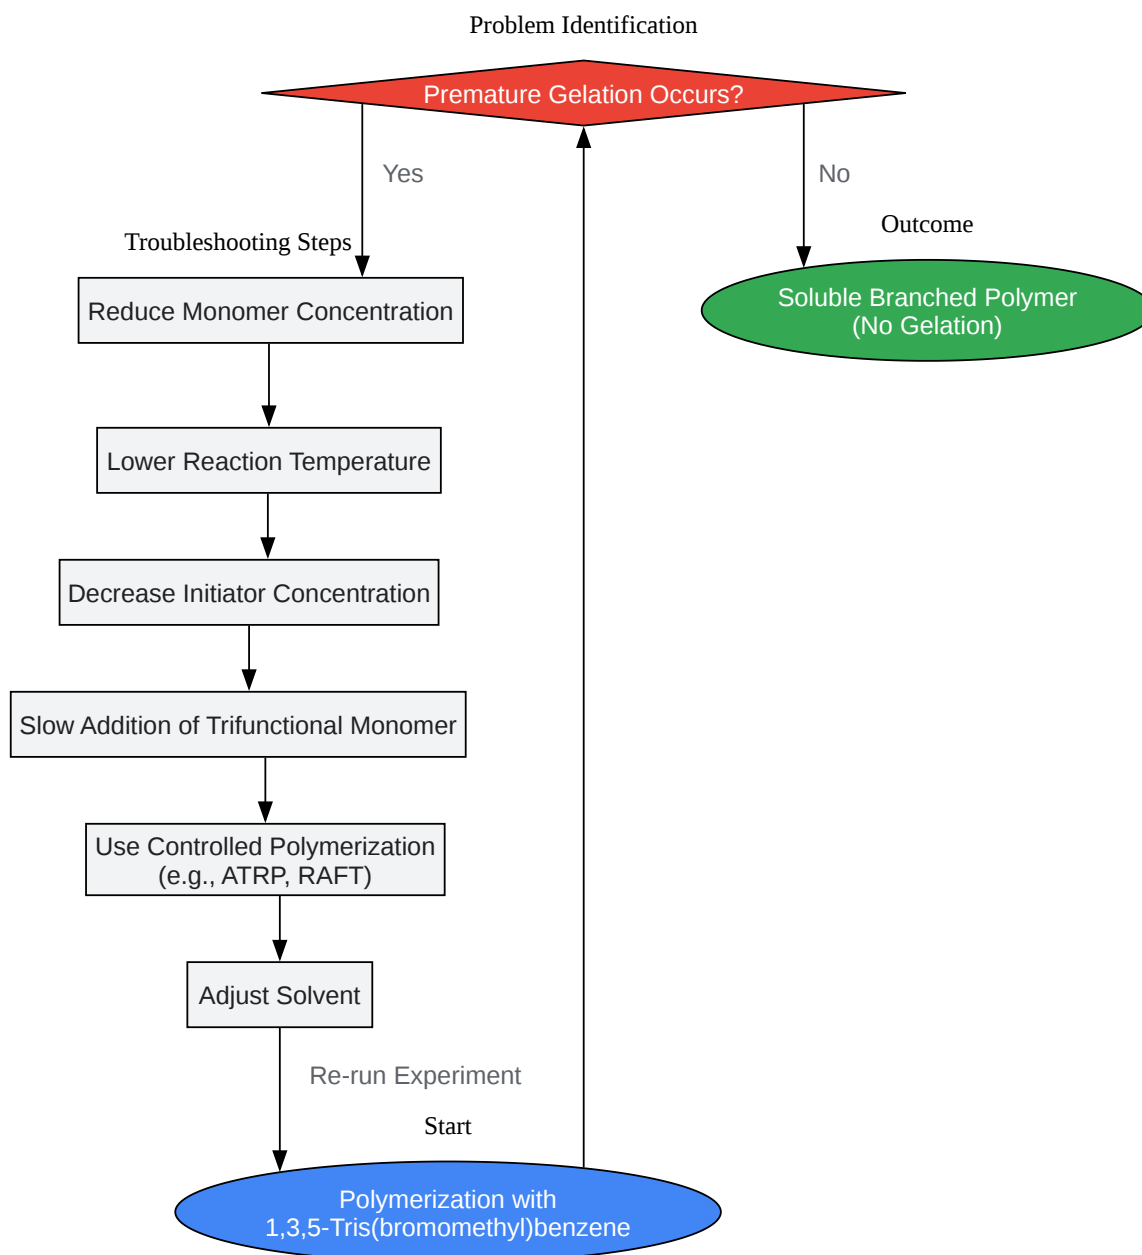 Problem Identification
Premature Gelation Occurs?
Yes
No
Outcome
Troubleshooting Steps
Soluble Branched Polymer
(No Gelation)
Reduce Monomer Concentration
Lower Reaction Temperature
Decrease Initiator Concentration
Slow Addition of Trifunctional Monomer
Use Controlled Polymerization
(e.g., ATRP, RAFT)
Adjust Solvent
Re-run Experiment
Start
Polymerization with
1,3,5-Tris(bromomethyl)benzene